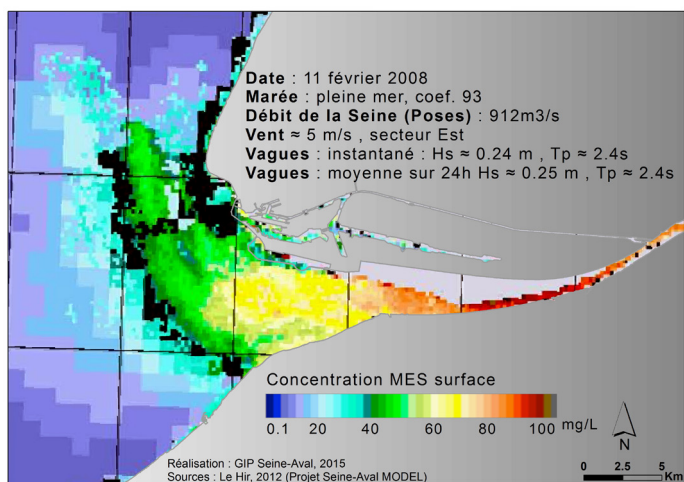 Date : 11 février 2008
Marée : pleine mer, coef. 93
Débit de la Seine (Poses) : 912m3/s
Vent ≈ 5 m/s , secteur Est
Vagues : instantané : Hs ≈ 0.24 m , Tp ≈ 2.4s
Vagues : moyenne sur 24h Hs ≈ 0.25 m , Tp ≈ 2.4s
Concentration MES surface
0.1 20 40 60 80 100 mg/L
N
Réalisation : GIP Seine-Aval, 2015
Sources : Le Hir, 2012 (Projet Seine-Aval MODEL)
0 2.5 5
Km